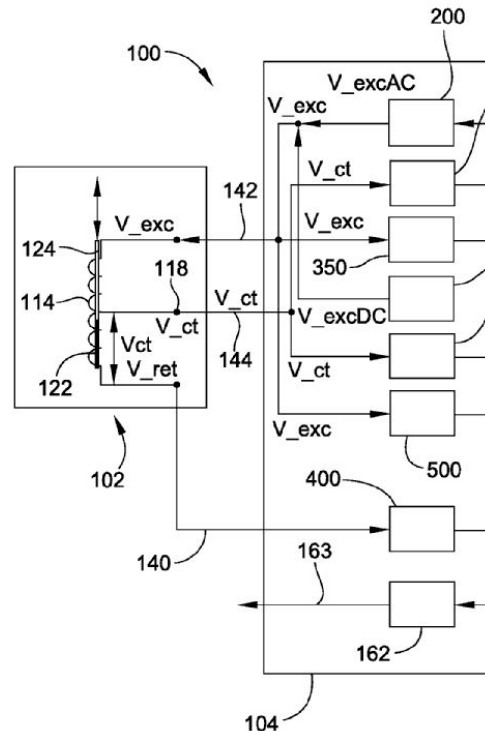 200
100
V_excAC
V_exc
V_ct
142
V_exc
V_exc
124
118
350
114
V_ct
V_ct
V_excDC
144
Vct
V_ct
122
V_ret
V_exc
102
500
400
140
163
162
104